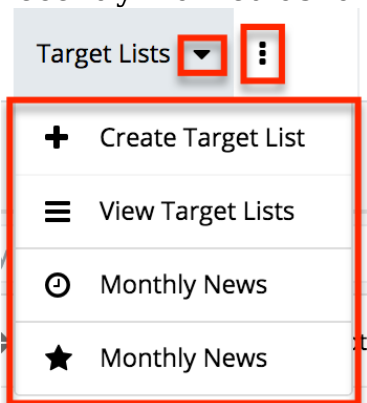 Target Lists
Create Target List
View Target Lists
Monthly News
Monthly News